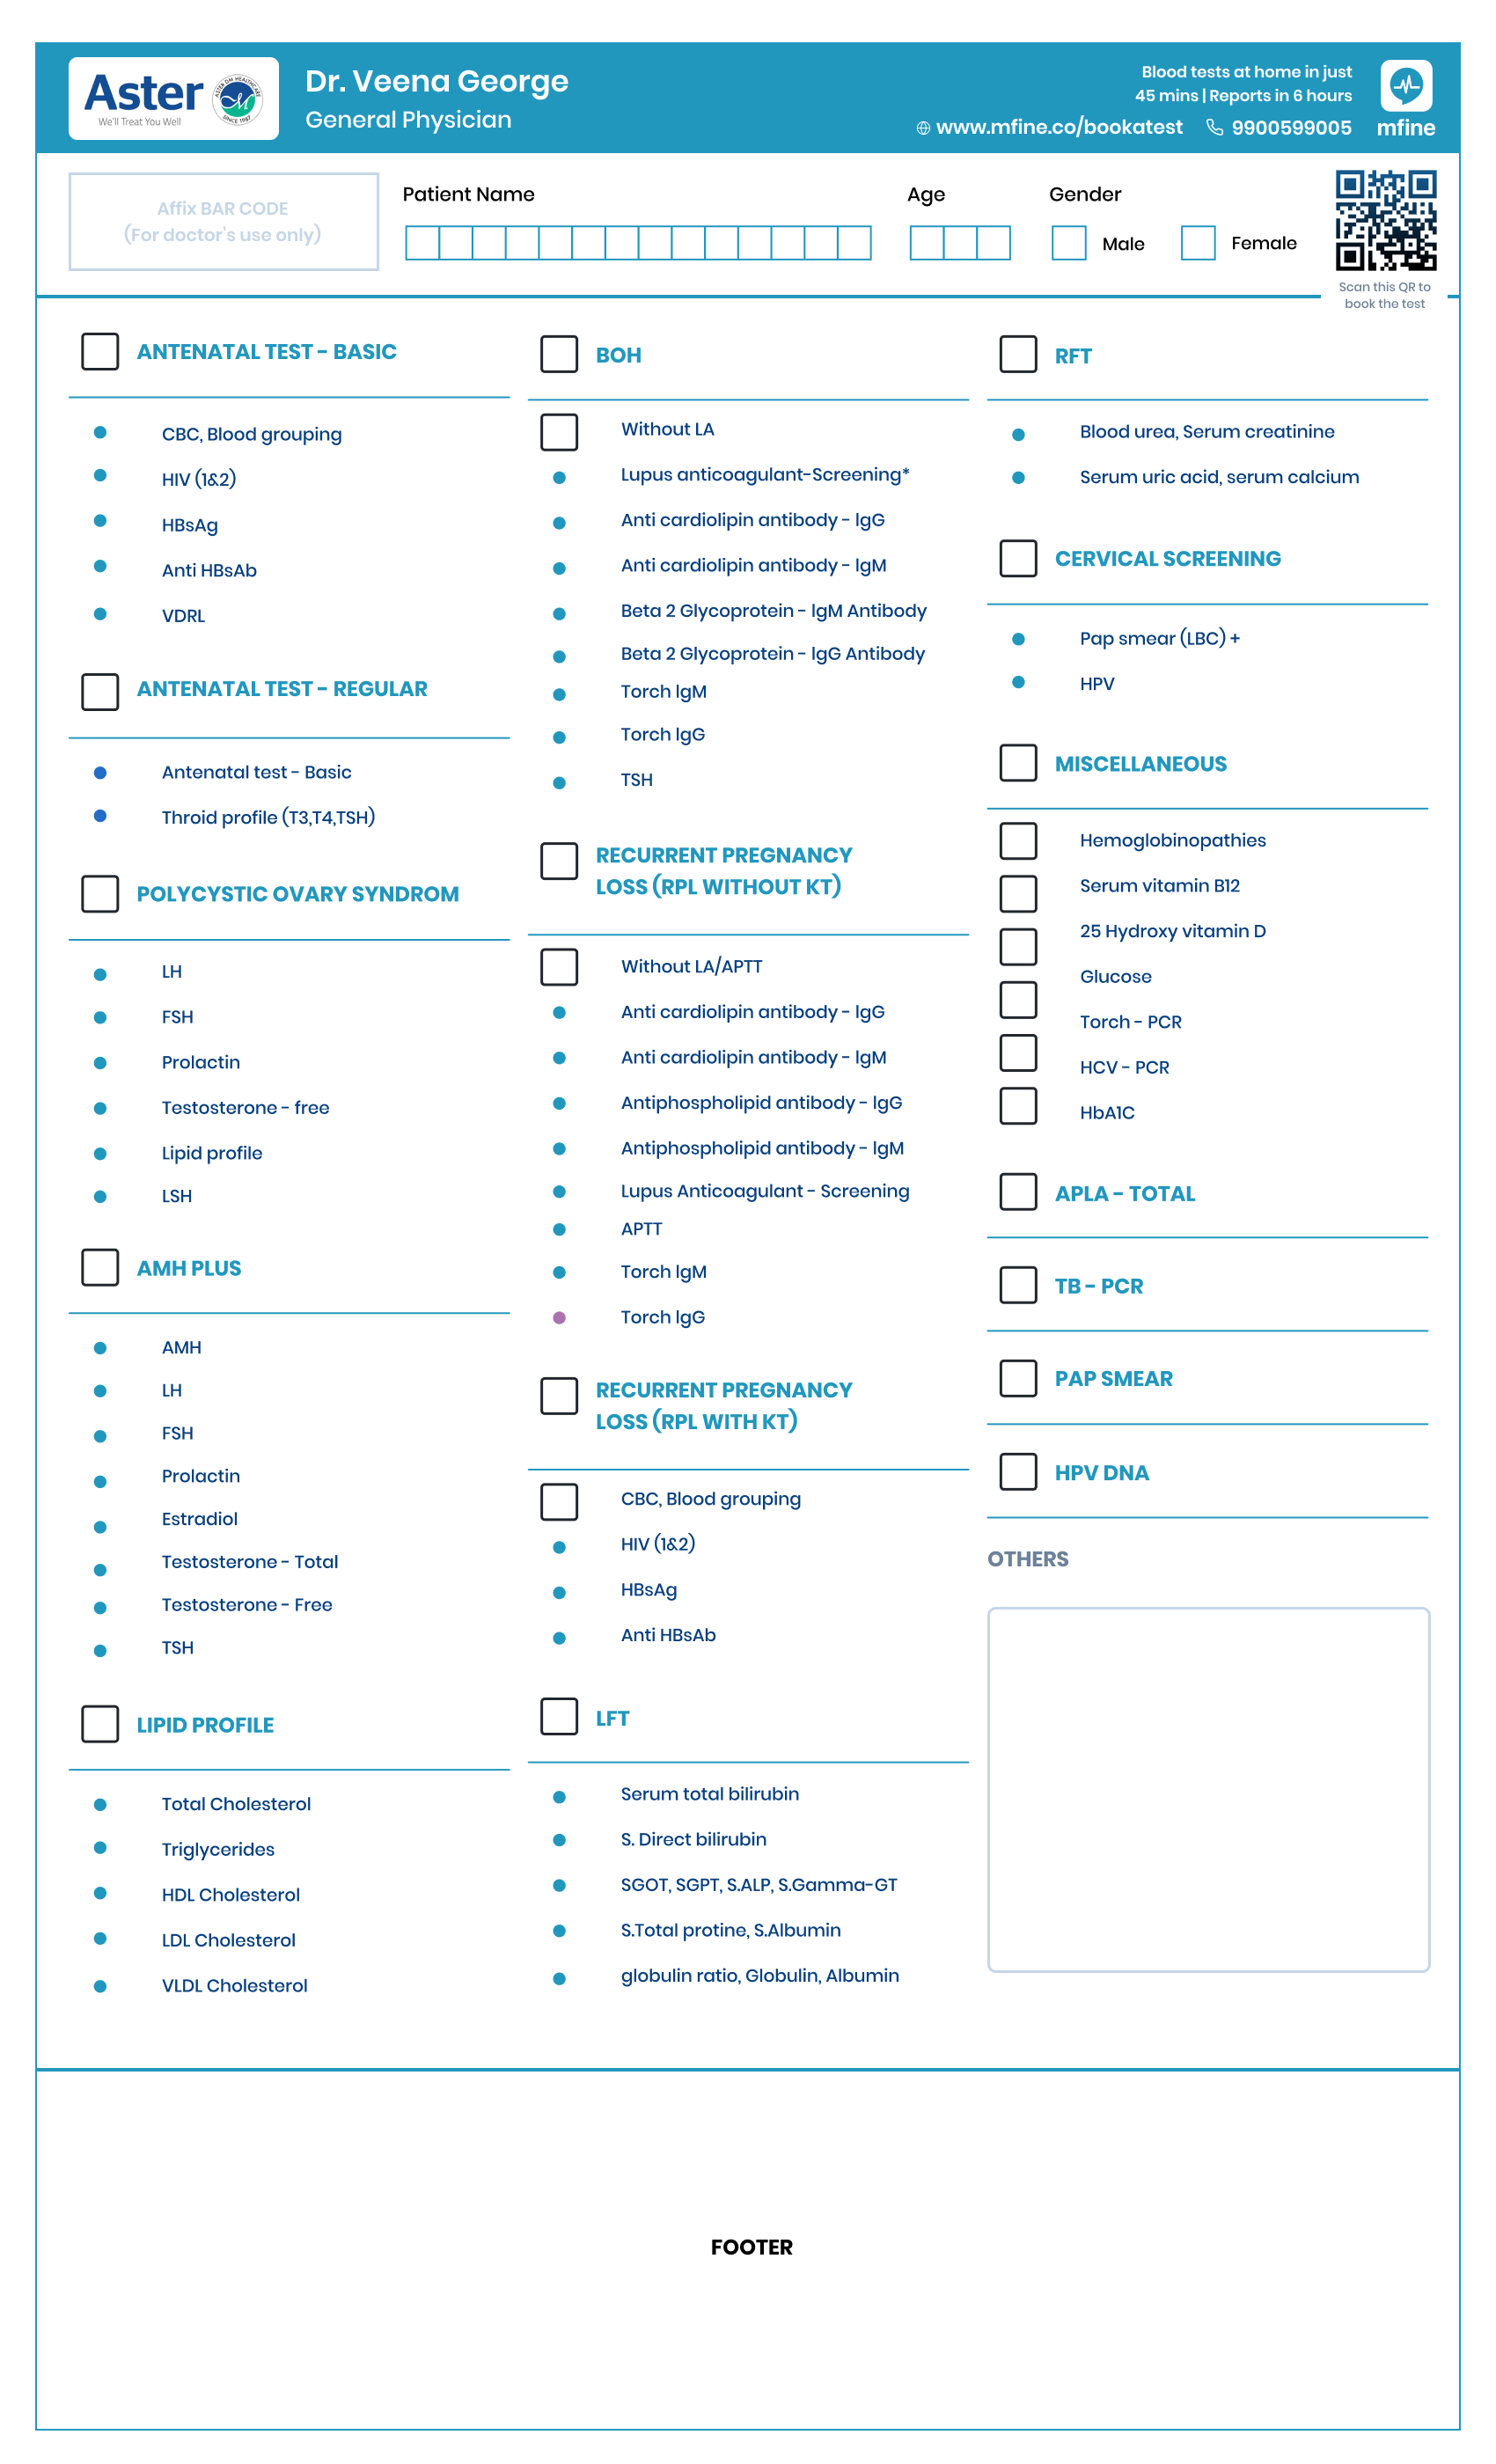 Aster
We'll Treat You Well
ASTER DM HEALTHCARE
SINCE 1987
Dr. Veena George
General Physician
Blood tests at home in just
45 mins | Reports in 6 hours
www.mfine.co/bookatest 9900599005
mfine
Affix BAR CODE
(For doctor's use only)
Patient Name
Age
Gender
Male
Female
Scan this QR to
book the test
ANTENATAL TEST - BASIC
CBC, Blood grouping
HIV (1&2)
HBsAg
Anti HBsAb
VDRL
ANTENATAL TEST - REGULAR
Antenatal test - Basic
Throid profile (T3,T4,TSH)
POLYCYSTIC OVARY SYNDROM
LH
FSH
Prolactin
Testosterone - free
Lipid profile
LSH
AMH PLUS
AMH
LH
FSH
Prolactin
Estradiol
Testosterone - Total
Testosterone - Free
TSH
LIPID PROFILE
Total Cholesterol
Triglycerides
HDL Cholesterol
LDL Cholesterol
VLDL Cholesterol
BOH
Without LA
Lupus anticoagulant-Screening*
Anti cardiolipin antibody - IgG
Anti cardiolipin antibody - IgM
Beta 2 Glycoprotein - IgM Antibody
Beta 2 Glycoprotein - IgG Antibody
Torch IgM
Torch IgG
TSH
RECURRENT PREGNANCY
LOSS (RPL WITHOUT KT)
Without LA/APTT
Anti cardiolipin antibody - IgG
Anti cardiolipin antibody - IgM
Antiphospholipid antibody - IgG
Antiphospholipid antibody - IgM
Lupus Anticoagulant - Screening
APTT
Torch IgM
Torch IgG
RECURRENT PREGNANCY
LOSS (RPL WITH KT)
CBC, Blood grouping
HIV (1&2)
HBsAg
Anti HBsAb
LFT
Serum total bilirubin
S. Direct bilirubin
SGOT, SGPT, S.ALP, S.Gamma-GT
S.Total protine, S.Albumin
globulin ratio, Globulin, Albumin
RFT
Blood urea, Serum creatinine
Serum uric acid, serum calcium
CERVICAL SCREENING
Pap smear (LBC) +
HPV
MISCELLANEOUS
Hemoglobinopathies
Serum vitamin B12
25 Hydroxy vitamin D
Glucose
Torch - PCR
HCV - PCR
HbA1C
APLA - TOTAL
TB - PCR
PAP SMEAR
HPV DNA
OTHERS
FOOTER